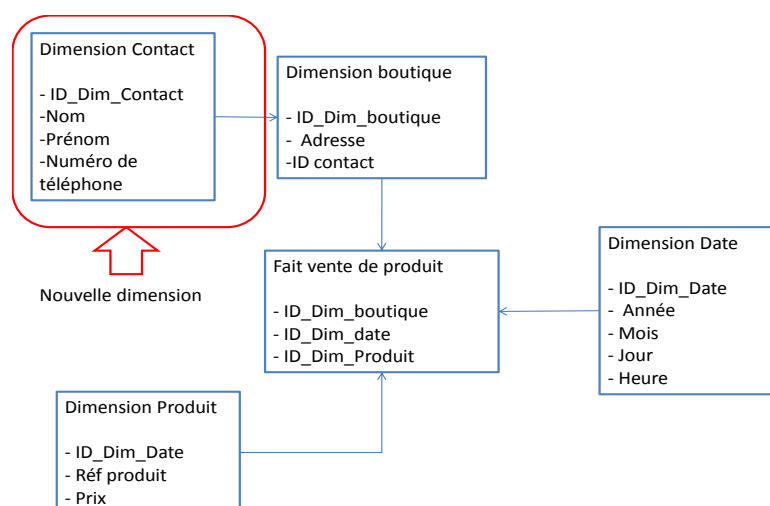 Dimension Contact
- ID_Dim_Contact
-Nom
-Prénom
-Numéro de
téléphone
Nouvelle dimension
Dimension boutique
- ID_Dim_boutique
- Adresse
-ID contact
Fait vente de produit
- ID_Dim_boutique
- ID_Dim_date
- ID_Dim_Produit
Dimension Date
- ID_Dim_Date
- Année
- Mois
- Jour
- Heure
Dimension Produit
- ID_Dim_Date
- Réf produit
- Prix